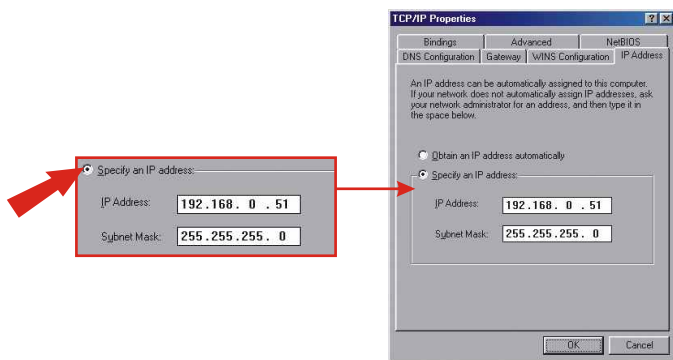 TCP/IP Properties
Bindings Advanced NetBIOS
DNS Configuration Gateway WINS Configuration IP Address
An IP address can be automatically assigned to this computer.
If your network does not automatically assign IP addresses, ask
your network administrator for an address, and then type it in
the space below.
Obtain an IP address automatically
Specify an IP address:
IP Address: 192.168. 0 .51
Subnet Mask: 255.255.255. 0
OK Cancel
Specify an IP address:
IP Address: 192.168. 0 .51
Subnet Mask: 255.255.255. 0